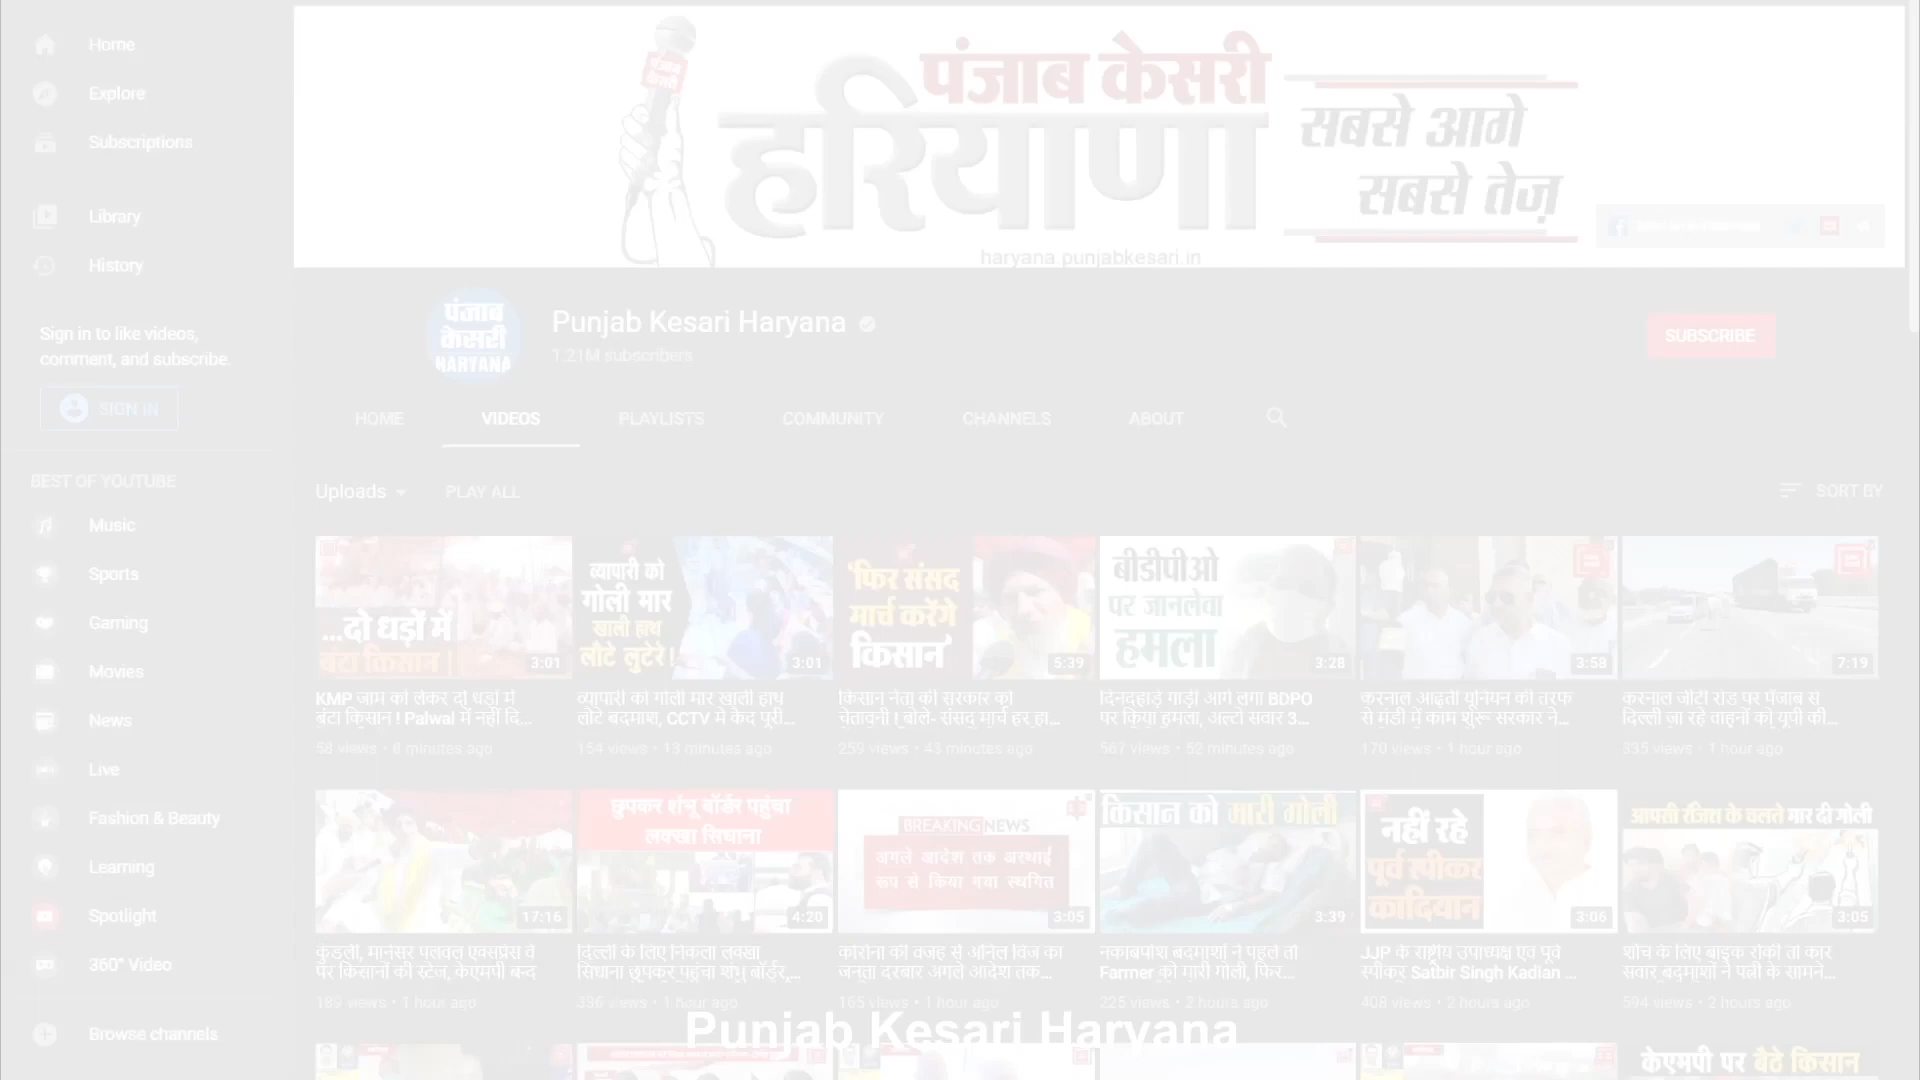 Home
Explore
Subscriptions
Library
History
Sign in to like videos,
comment, and subscribe.
SIGN IN
BEST OF YOUTUBE
Music
Sports
Gaming
Movies
News
Live
Fashion & Beauty
Learning
Spotlight
360° Video
Browse channels
पंजाब केसरी
हरियाणा
सबसे आगे
सबसे तेज़
haryana.punjabkesari.in
पंजाब
केसरी
HARYANA
Punjab Kesari Haryana
1.21M subscribers
SUBSCRIBE
HOME VIDEOS PLAYLISTS COMMUNITY CHANNELS ABOUT
Uploads PLAY ALL SORT BY
...दो धड़ों में
बंटा किसान !
3:01
व्यापारी को
गोली मार
खाली हाथ
लौटे लुटेरे !
3:01
'फिर संसद
मार्च करेंगे
किसान'
5:39
बीडीपीओ
पर जानलेवा
हमला
3:28
3:58
7:19
KMP जाम को लेकर दो धड़ों में
बंटा किसान ! Palwal में नहीं दि...
58 views • 8 minutes ago
व्यापारी को गोली मार खाली हाथ
लौटे बदमाश, CCTV में कैद पूरी...
154 views • 13 minutes ago
किसान नेता की सरकार को
चेतावनी ! बोले- संसद मार्च हर हा...
259 views • 43 minutes ago
दिनदहाड़े गाड़ी आगे लगा BDPO
पर किया हमला, अल्टो सवार 3...
567 views • 52 minutes ago
करनाल आढ़ती यूनियन की तरफ
से मंडी में काम शुरू सरकार ने...
170 views • 1 hour ago
करनाल जीटी रोड पर पंजाब से
दिल्ली जा रहे वाहनों को यूपी की...
335 views • 1 hour ago
17:16
छुपकर शंभू बॉर्डर पहुंचा
लक्खा सिधाना
4:20
BREAKING NEWS
अगले आदेश तक अस्थाई
रूप से किया गया स्थगित
3:05
किसान को मारी गोली
3:39
नहीं रहे
पूर्व स्पीकर
कादियान
3:06
आपसी रंजिश के चलते मार दी गोली
3:05
कुंडली, मानेसर पलवल एक्सप्रेस वे
पर किसानों की स्टेज, केएमपी बन्द
189 views • 1 hour ago
दिल्ली के लिए निकला लक्खा
सिधाना छुपकर पहुंचा शंभू बॉर्डर,...
336 views • 1 hour ago
कोरोना की वजह से अनिल विज का
जनता दरबार अगले आदेश तक...
165 views • 1 hour ago
नकाबपोश बदमाशों ने पहले तो
Farmer को मारी गोली, फिर...
225 views • 2 hours ago
JJP के राष्ट्रीय उपाध्यक्ष एवं पूर्व
स्पीकर Satbir Singh Kadian ...
408 views • 2 hours ago
शौच के लिए बाइक रोकी तो कार
सवार बदमाशों ने पत्नी के सामने...
594 views • 2 hours ago
Punjab Kesari Haryana
केएमपी पर बैठे किसान